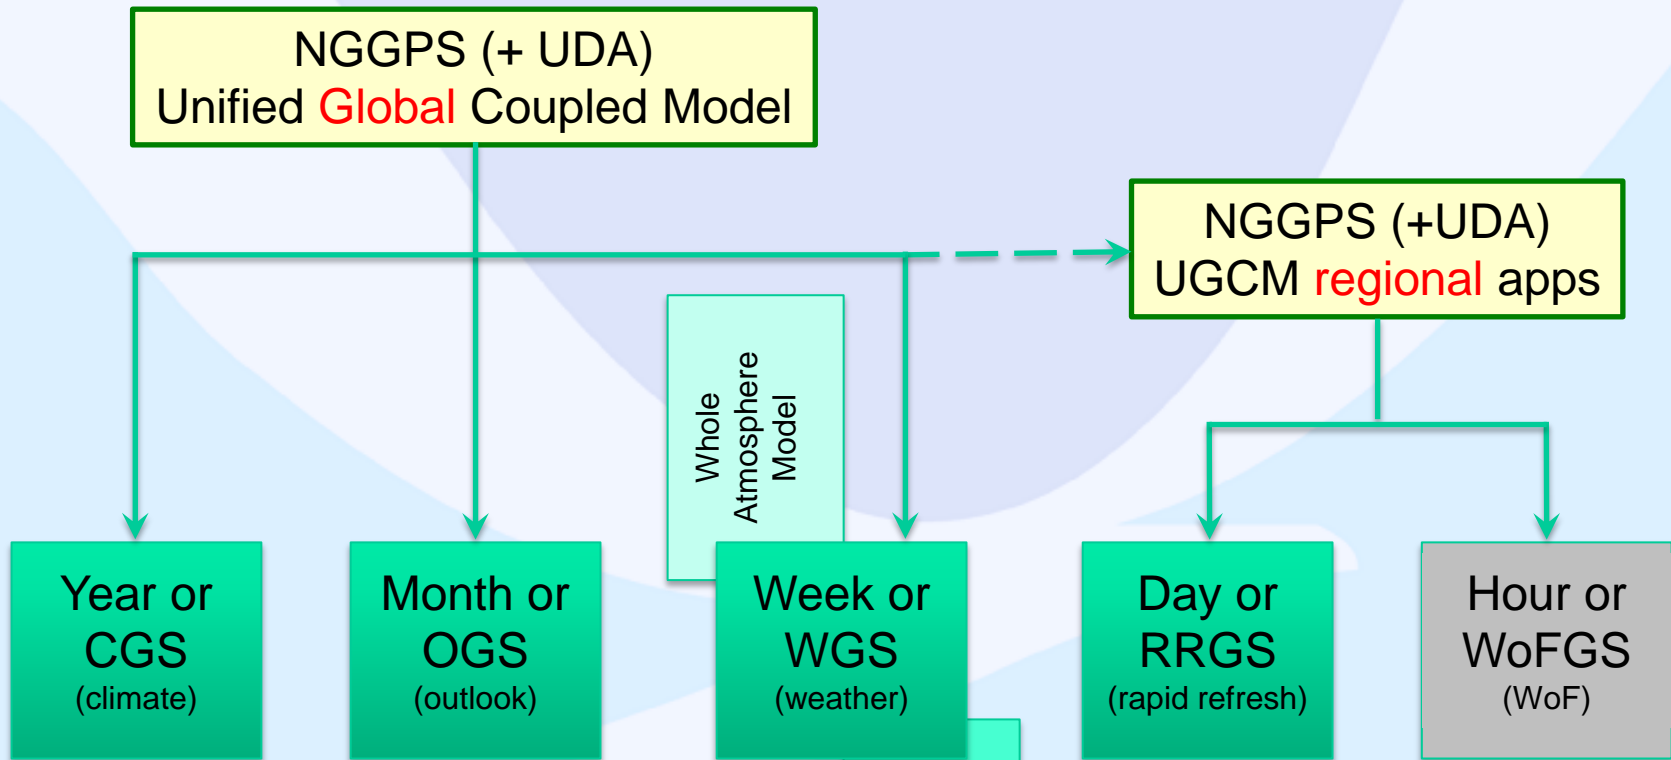 NGGPS (+ UDA)
Unified Global Coupled Model
NGGPS (+UDA)
UGCM regional apps
Whole
Atmosphere
Model
Year or
CGS
(climate)
Month or
OGS
(outlook)
Week or
WGS
(weather)
Day or
RRGS
(rapid refresh)
Hour or
WoFGS
(WoF)